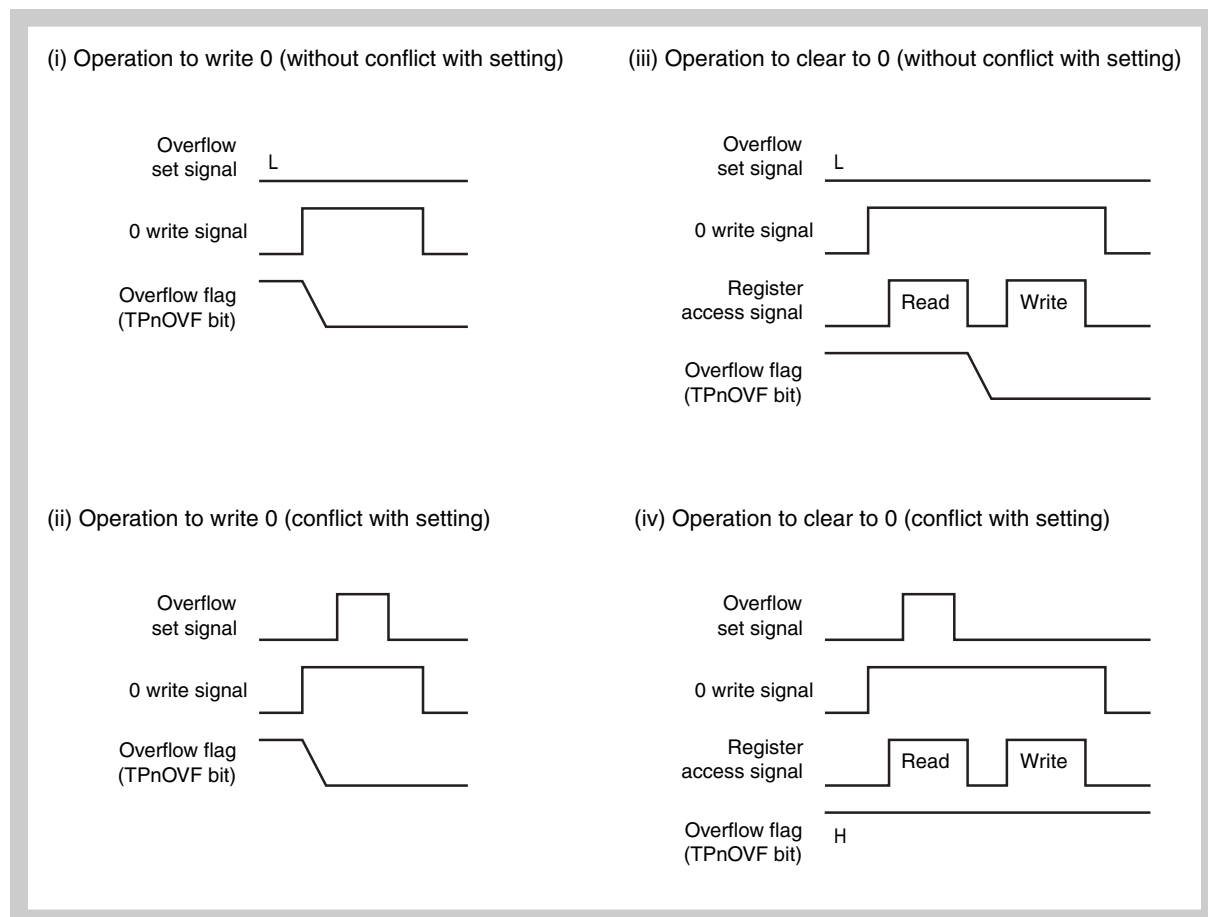 (i) Operation to write 0 (without conflict with setting)
Overflow
set signal
L
0 write signal
Overflow flag
(TPnOVF bit)
(iii) Operation to clear to 0 (without conflict with setting)
Overflow
set signal
L
0 write signal
Register
access signal
Read
Write
Overflow flag
(TPnOVF bit)
(ii) Operation to write 0 (conflict with setting)
Overflow
set signal
0 write signal
Overflow flag
(TPnOVF bit)
(iv) Operation to clear to 0 (conflict with setting)
Overflow
set signal
0 write signal
Register
access signal
Read
Write
Overflow flag
(TPnOVF bit)
H